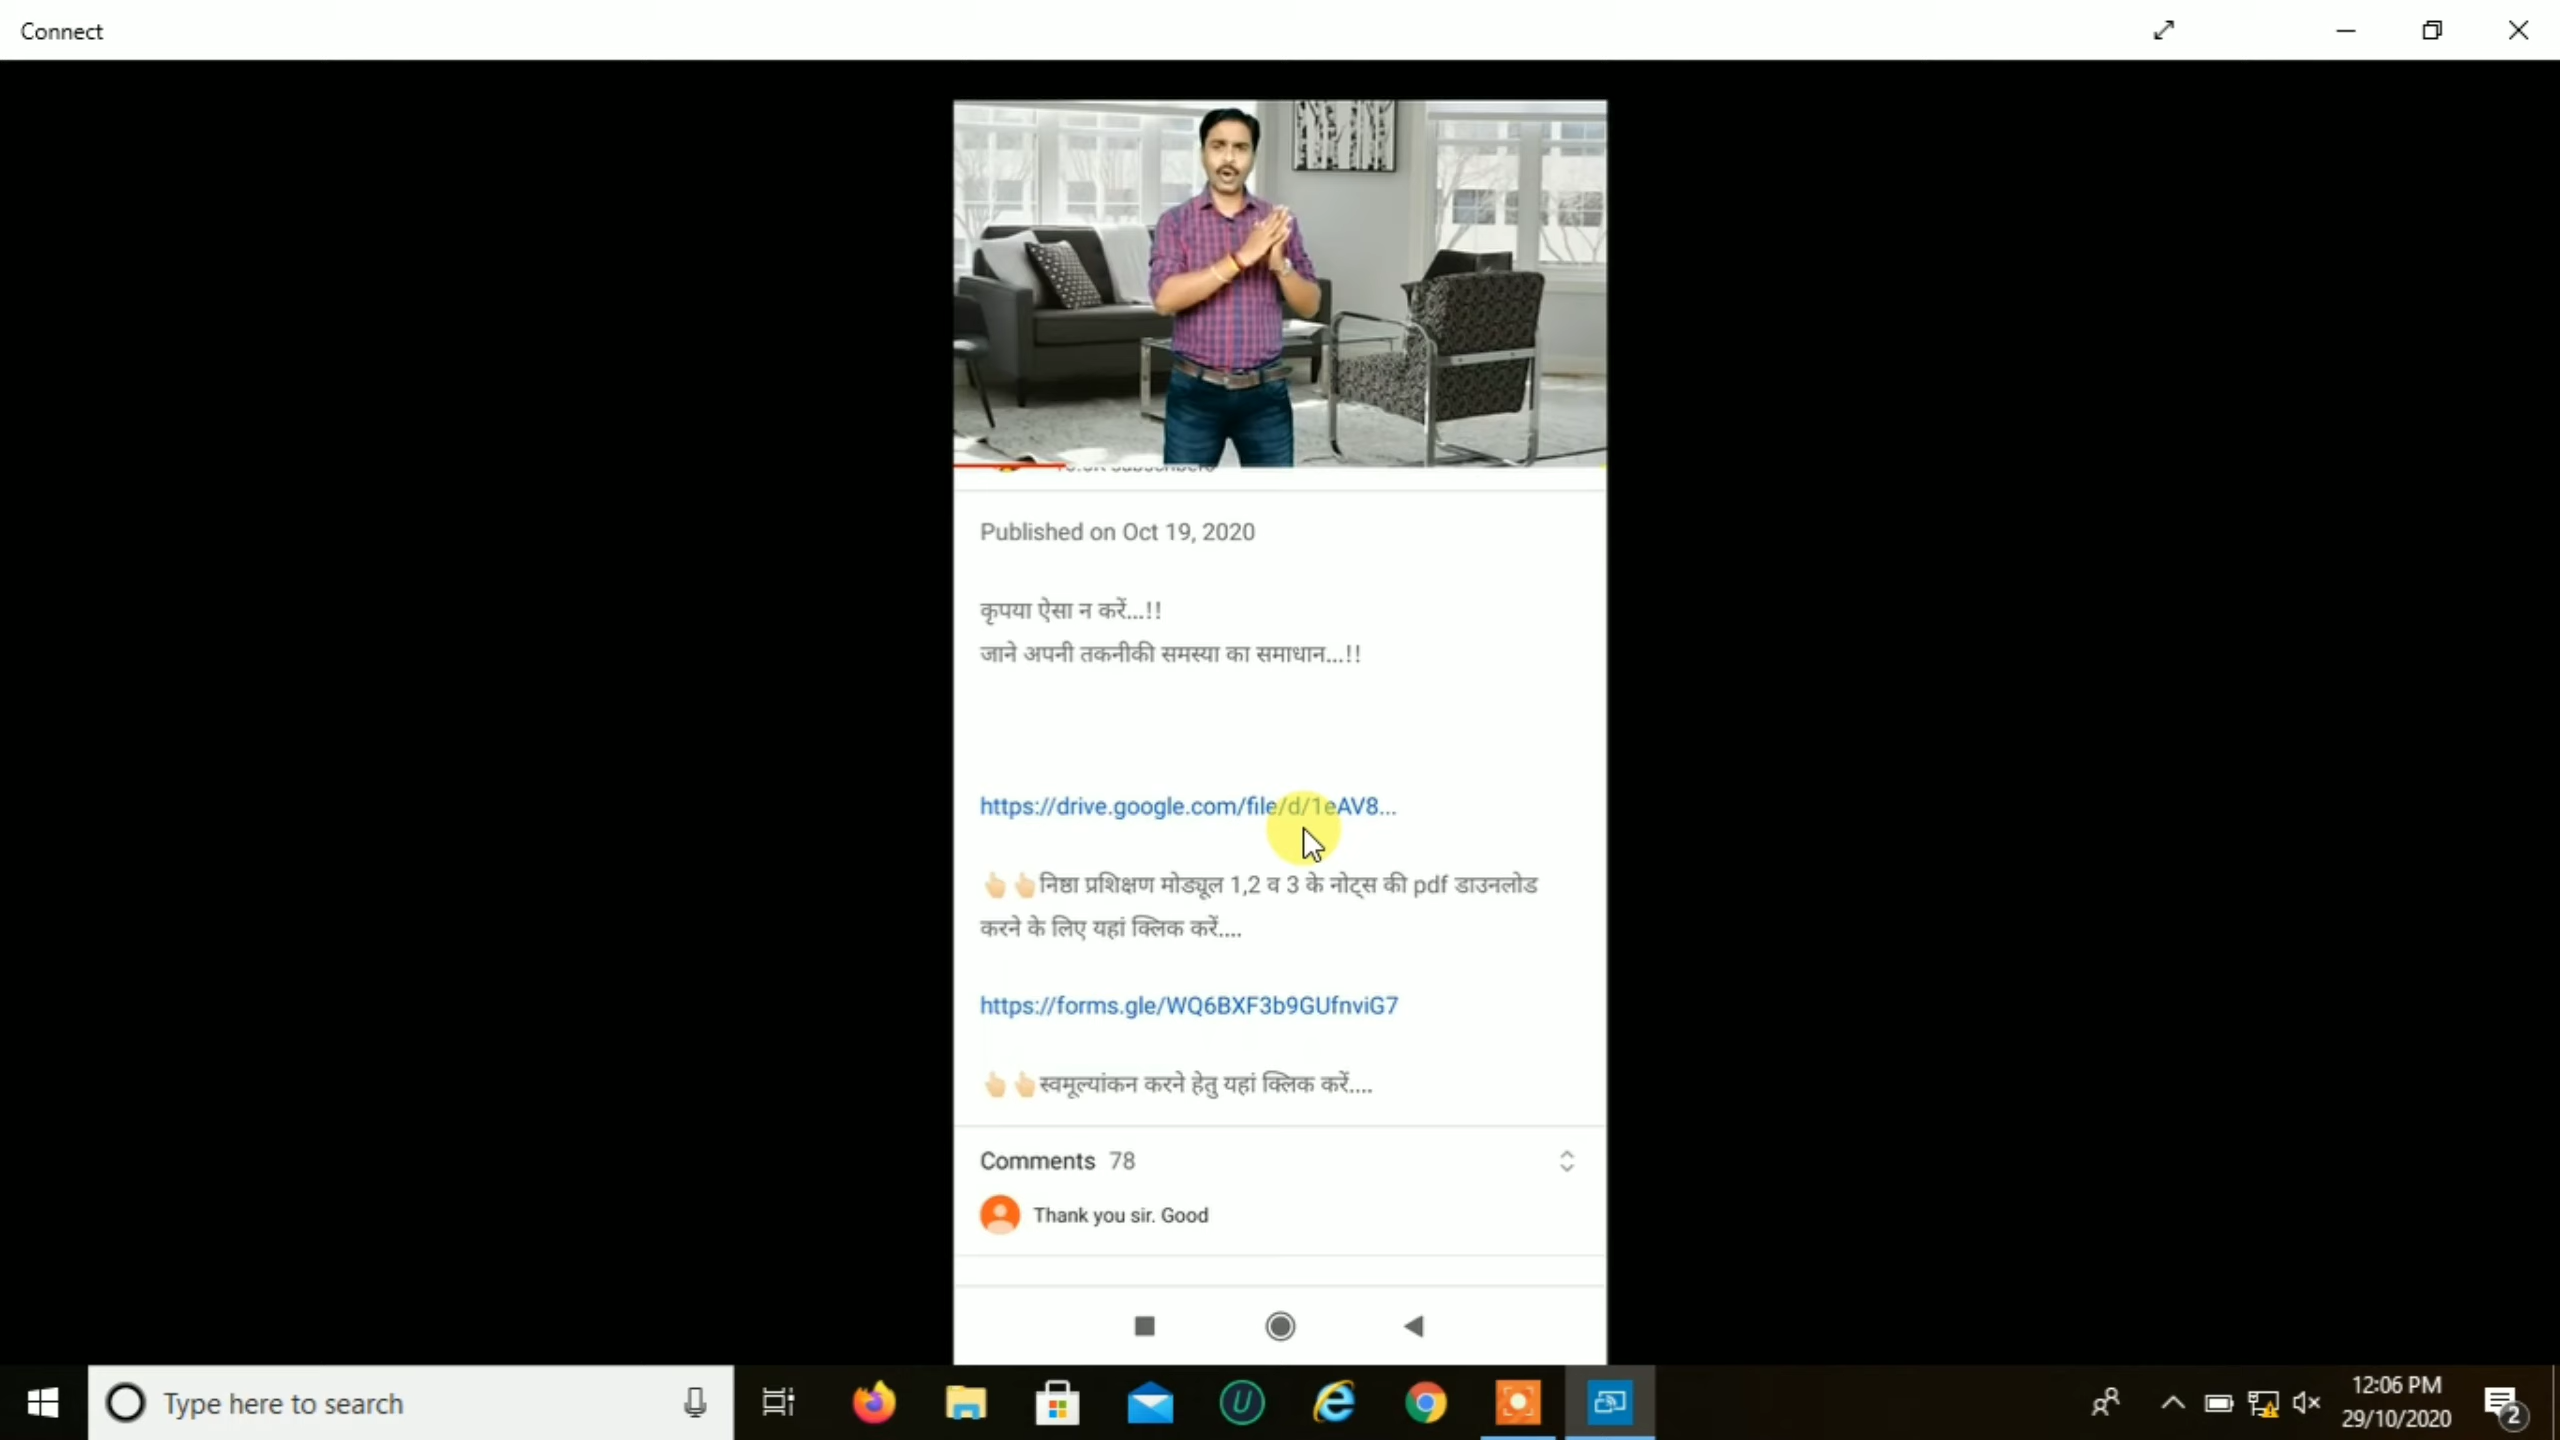 Connect
Published on Oct 19, 2020
कृपया ऐसा न करें...!!
जाने अपनी तकनीकी समस्या का समाधान...!!
https://drive.google.com/file/d/1eAV8...
👆🏻👆🏻निष्ठा प्रशिक्षण मोड्यूल 1,2 व 3 के नोट्स की pdf डाउनलोड
करने के लिए यहां क्लिक करें....
https://forms.gle/WQ6BXF3b9GUfnviG7
👆🏻👆🏻स्वमूल्यांकन करने हेतु यहां क्लिक करें....
Comments 78
Thank you sir. Good
Type here to search
12:06 PM
29/10/2020
2